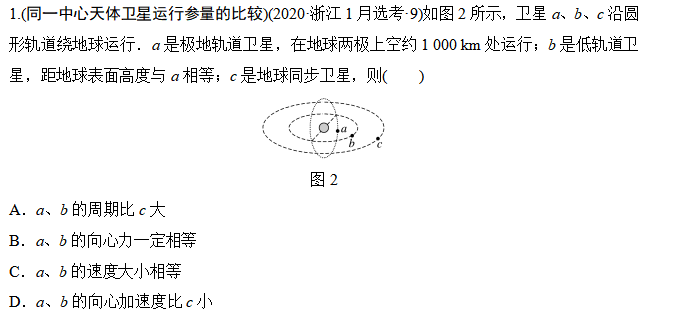 1.(同一中心天体卫星运行参量的比较)(2020·浙江 1 月选考·9)如图 2 所示，卫星 a、b、c 沿圆
形轨道绕地球运行．a 是极地轨道卫星，在地球两极上空约 1 000 km 处运行；b 是低轨道卫
星，距地球表面高度与 a 相等；c 是地球同步卫星，则(　　)
a
b
c
图 2
A．a、b 的周期比 c 大
B．a、b 的向心力一定相等
C．a、b 的速度大小相等
D．a、b 的向心加速度比 c 小